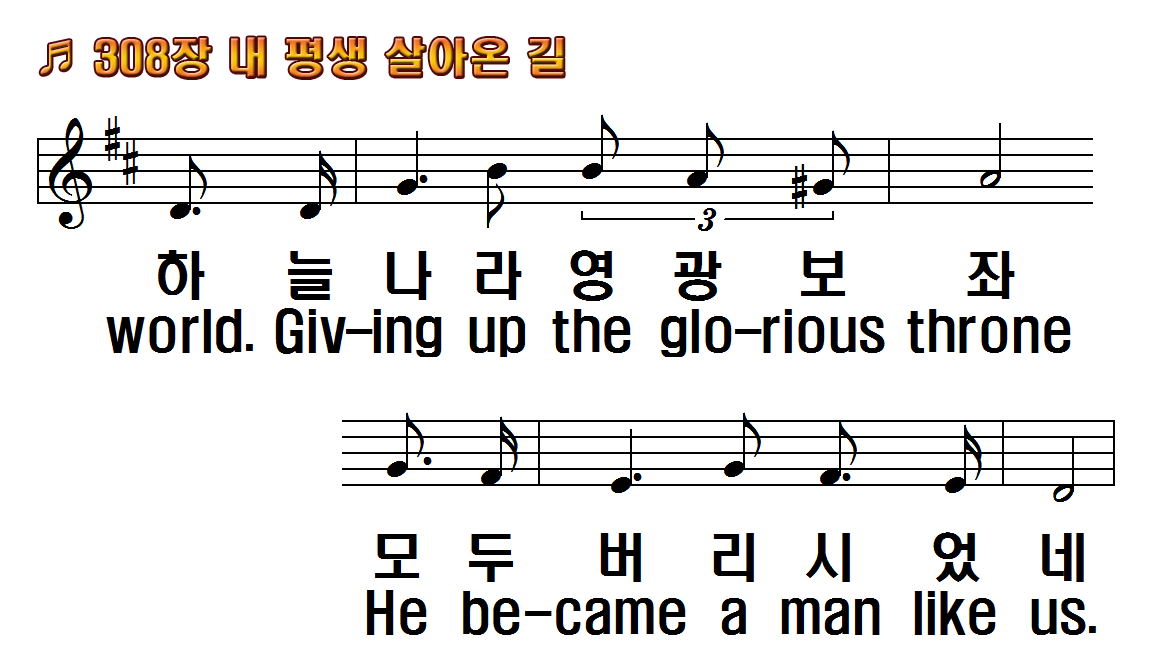 ♬ 308장 내 평생 살아온 길
3
하 늘 나 라 영 광 보 좌
world. Giv-ing up the glo-rious throne
모 두 버 리 시 었 네
He be-came a man like us.